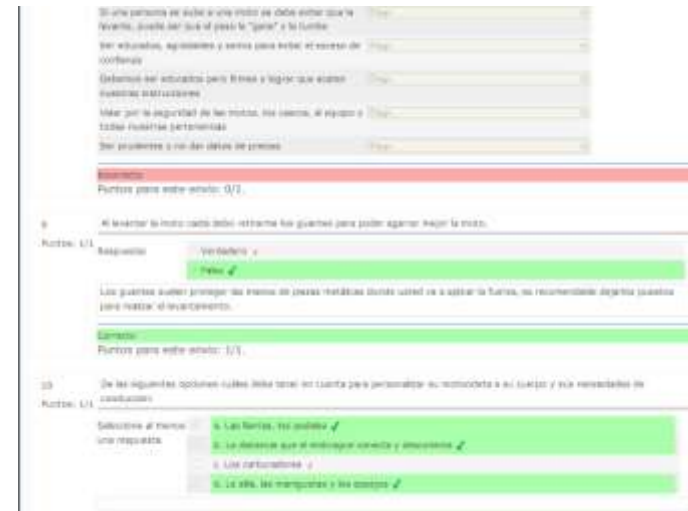 Si una persona se sube a una moto se debe evitar que la
levante, puede ser que el peso le "gane" y la tumbe
Ser educados, agradables y serios para evitar el exceso de
confianza
Debemos ser educados pero firmes y lograr que acaten
nuestras instrucciones
Velar por la seguridad de las motos, los cascos, el equipo y
todas nuestras pertenencias
Ser prudentes y no dar datos de precios
Incorrecto
Puntos para este envío: 0/1.
9
Al levantar la moto caída debo retirarme los guantes para poder agarrar mejor la moto.
Puntos: 1/1
Respuesta:
Verdadero
Falso ✓
Los guantes suelen proteger las manos de piezas metálicas donde usted va a aplicar la fuerza, es recomendable dejarlos puestos
para realizar el levantamiento.
Correcto
Puntos para este envío: 1/1.
10
De las siguientes opciones cuáles debe tener en cuenta para personalizar su motocicleta a su cuerpo y sus necesidades de
conducción:
Puntos: 1/1
Seleccione al menos
una respuesta.
a. Las llantas, los pedales ✓
b. La distancia que el embrague conecta y desconecta ✓
c. Los carburadores
d. La silla, las manguetas y los espejos ✓